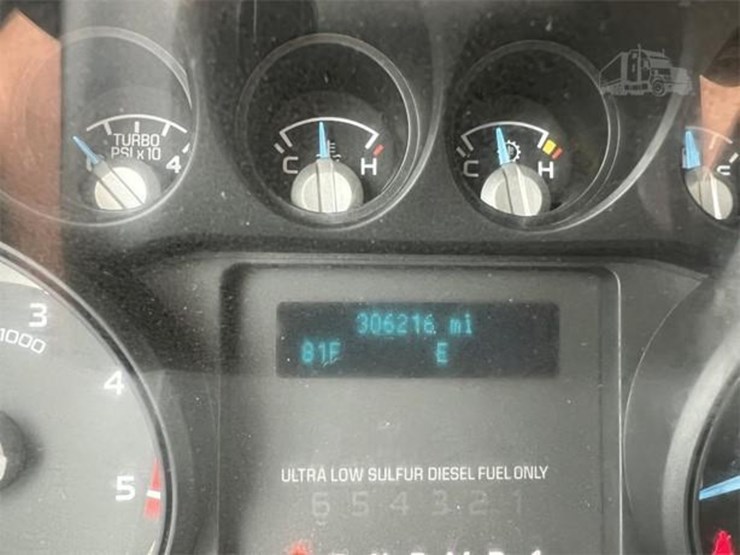 TURBO
PSI x 10
4
C H
C H
306216 mi
81F E
3
1000
4
5
ULTRA LOW SULFUR DIESEL FUEL ONLY
6 5 4 3 2 1